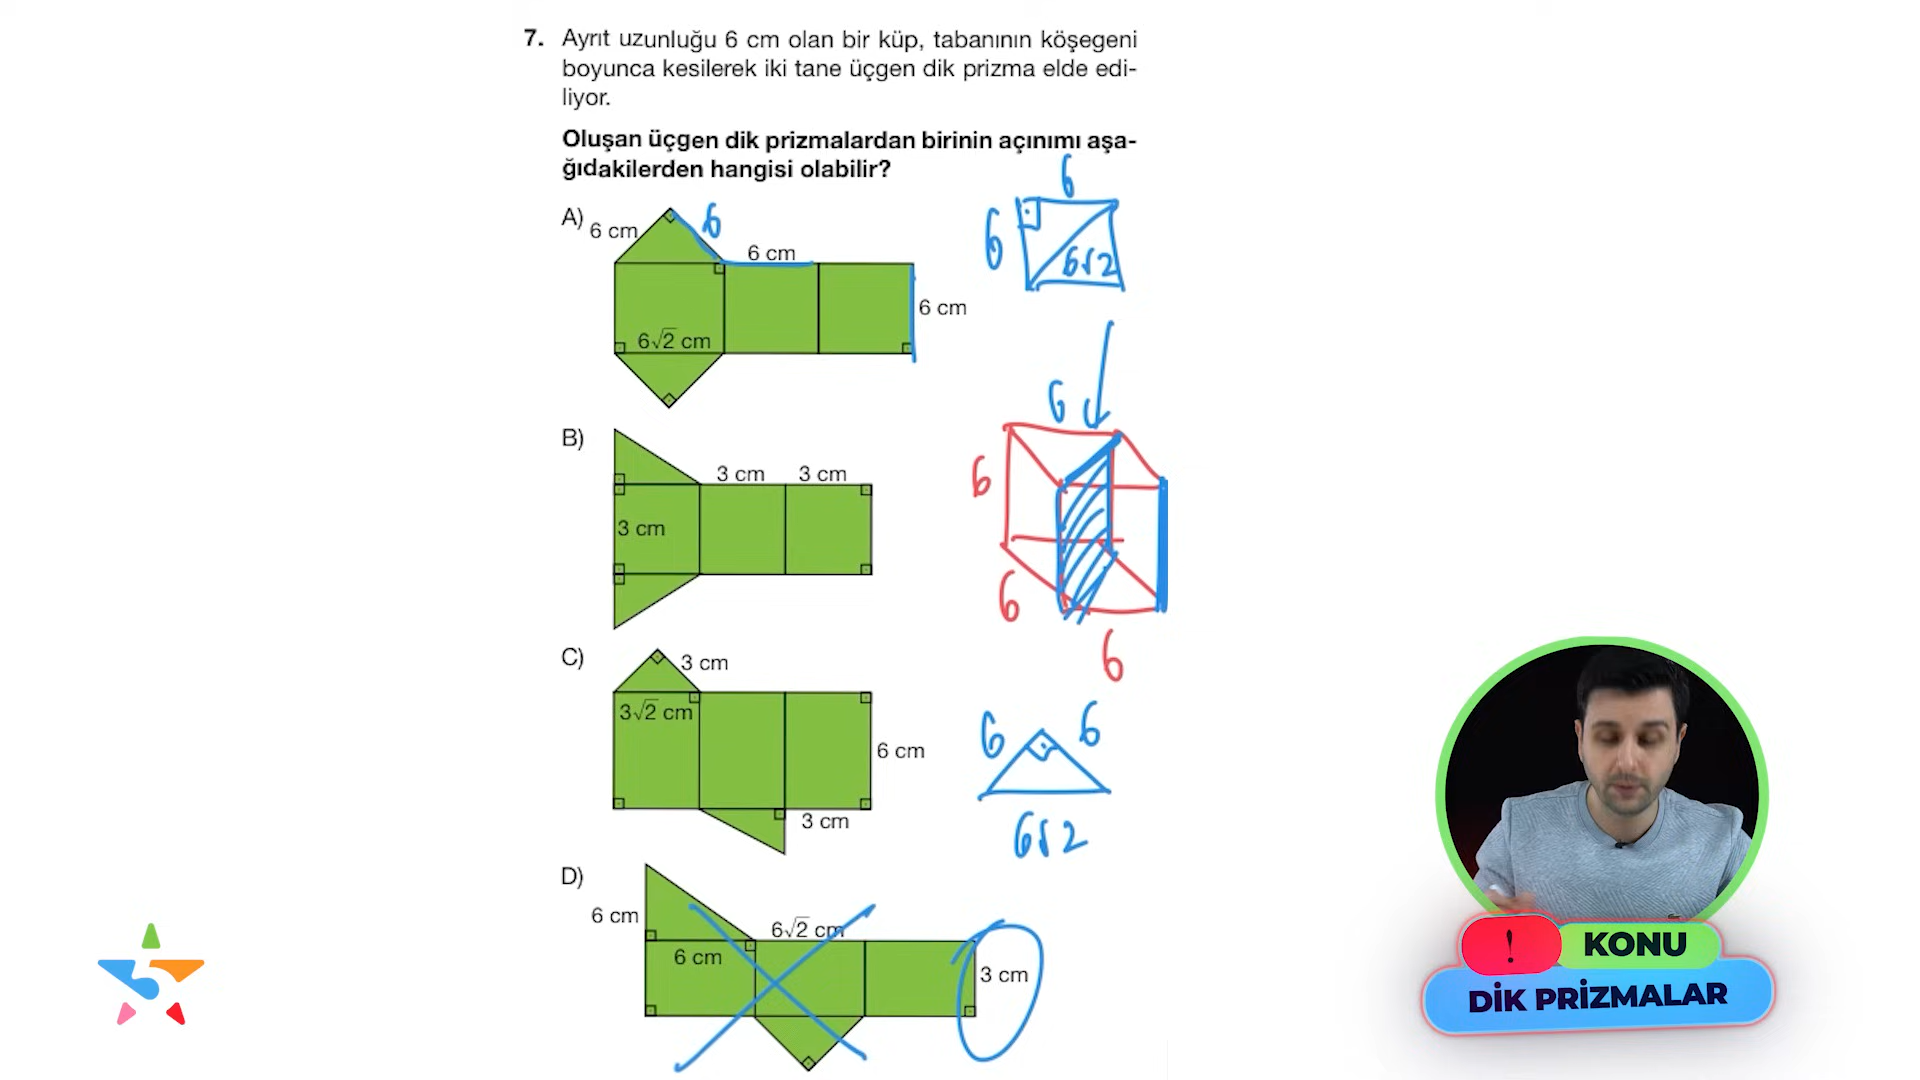 7. Ayrıt uzunluğu 6 cm olan bir küp, tabanının köşegeni
boyunca kesilerek iki tane üçgen dik prizma elde edi-
liyor.
Oluşan üçgen dik prizmalardan birinin açınımı aşa-
ğıdakilerden hangisi olabilir?
6
6
6√2
A)
6 cm
6
6 cm
6 cm
6√2 cm
6
6
6
6
B)
3 cm 3 cm
3 cm
C)
3 cm
3√2 cm
6 cm
3 cm
6 6
6√2
D)
6 cm
6√2 cm
6 cm
3 cm
5
! KONU
DİK PRİZMALAR